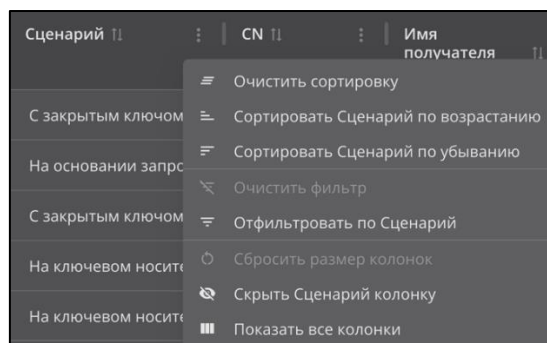 Сценарий
CN
Имя
получателя
Очистить сортировку
С закрытым ключом
Сортировать Сценарий по возрастанию
Сортировать Сценарий по убыванию
На основании запро
Очистить фильтр
С закрытым ключом
Отфильтровать по Сценарий
Сбросить размер колонок
На ключевом носите
Скрыть Сценарий колонку
На ключевом носите
Показать все колонки